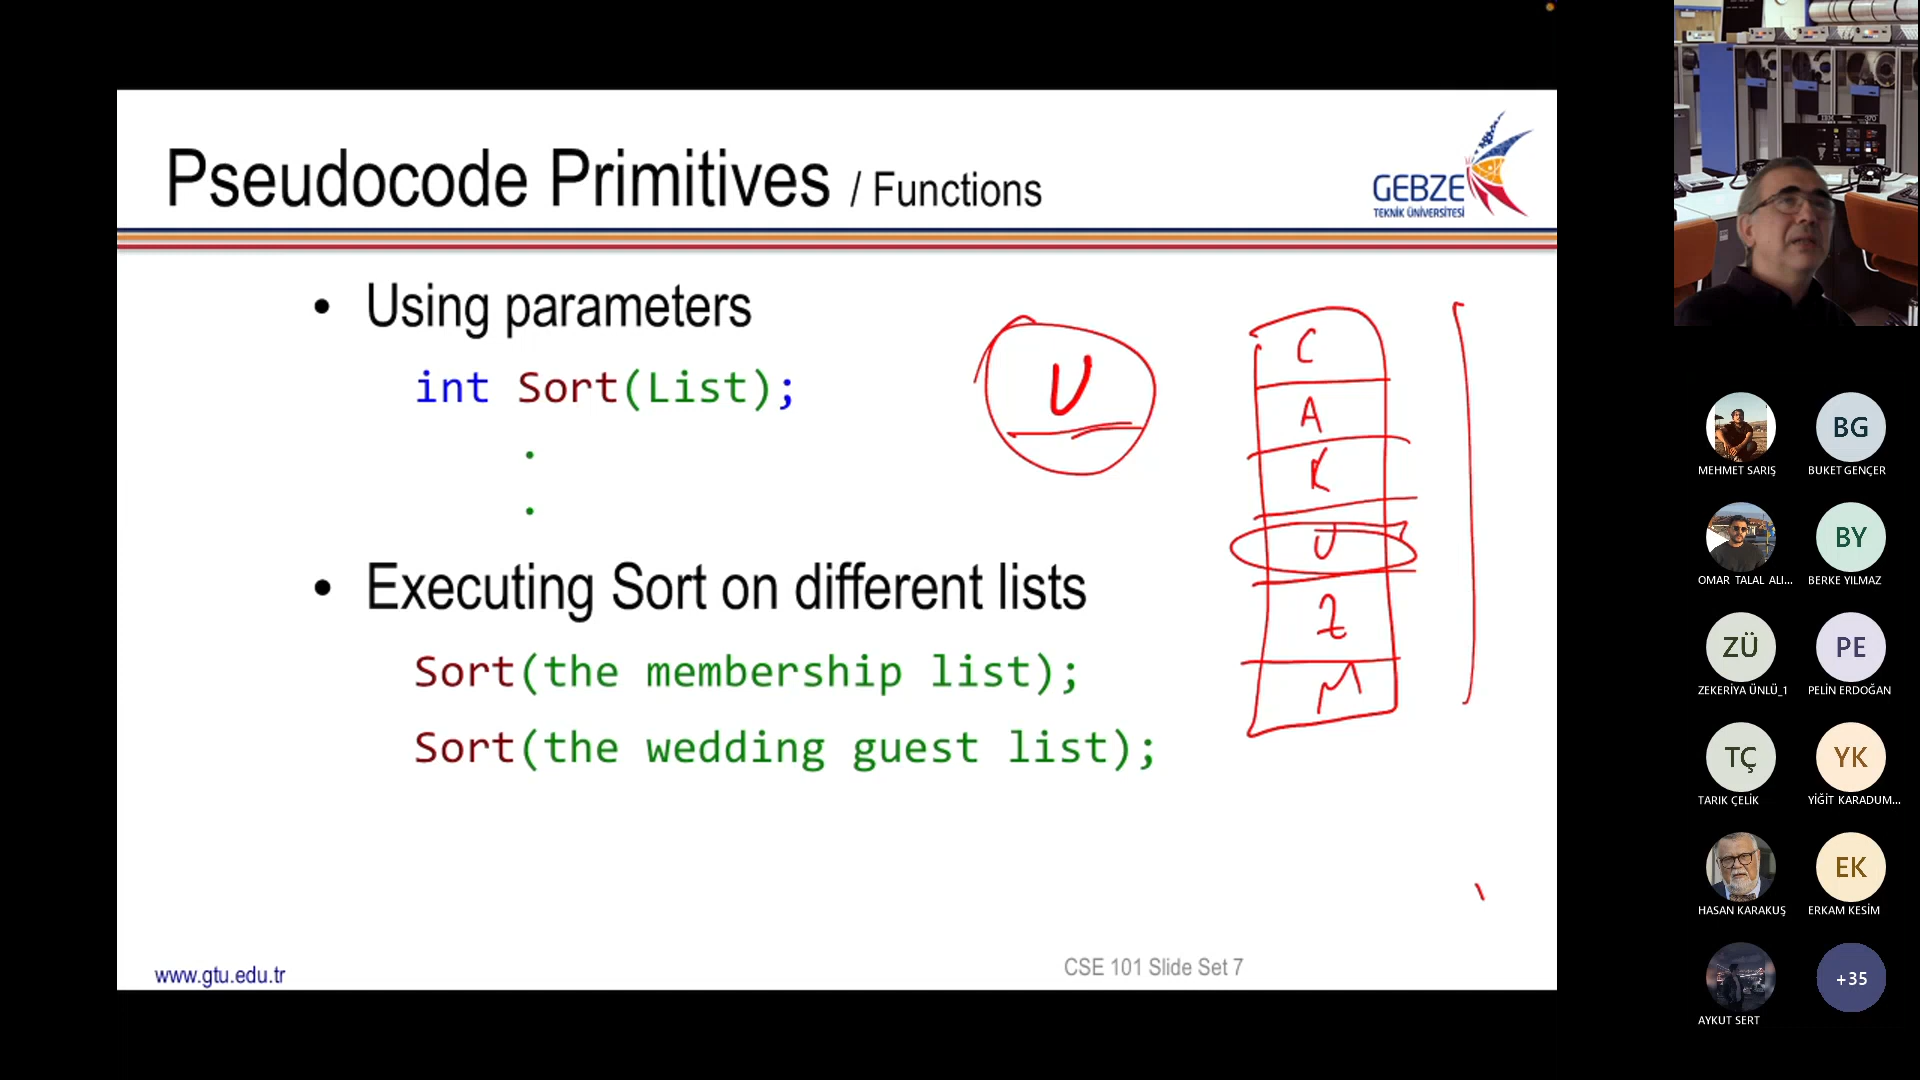 Pseudocode Primitives / Functions
GEBZE
TEKNİK ÜNİVERSİTESİ
• Using parameters
int Sort(List);
.
.
• Executing Sort on different lists
Sort(the membership list);
Sort(the wedding guest list);
U
C
A
K
U
Z
M
www.gtu.edu.tr
CSE 101 Slide Set 7
MEHMET SARIŞ
BG
BUKET GENÇER
OMAR TALAL ALI...
BY
BERKE YILMAZ
ZÜ
ZEKERİYA ÜNLÜ_1
PE
PELİN ERDOĞAN
TÇ
TARIK ÇELİK
YK
YİĞİT KARADUM...
HASAN KARAKUŞ
EK
ERKAM KESİM
AYKUT SERT
+35